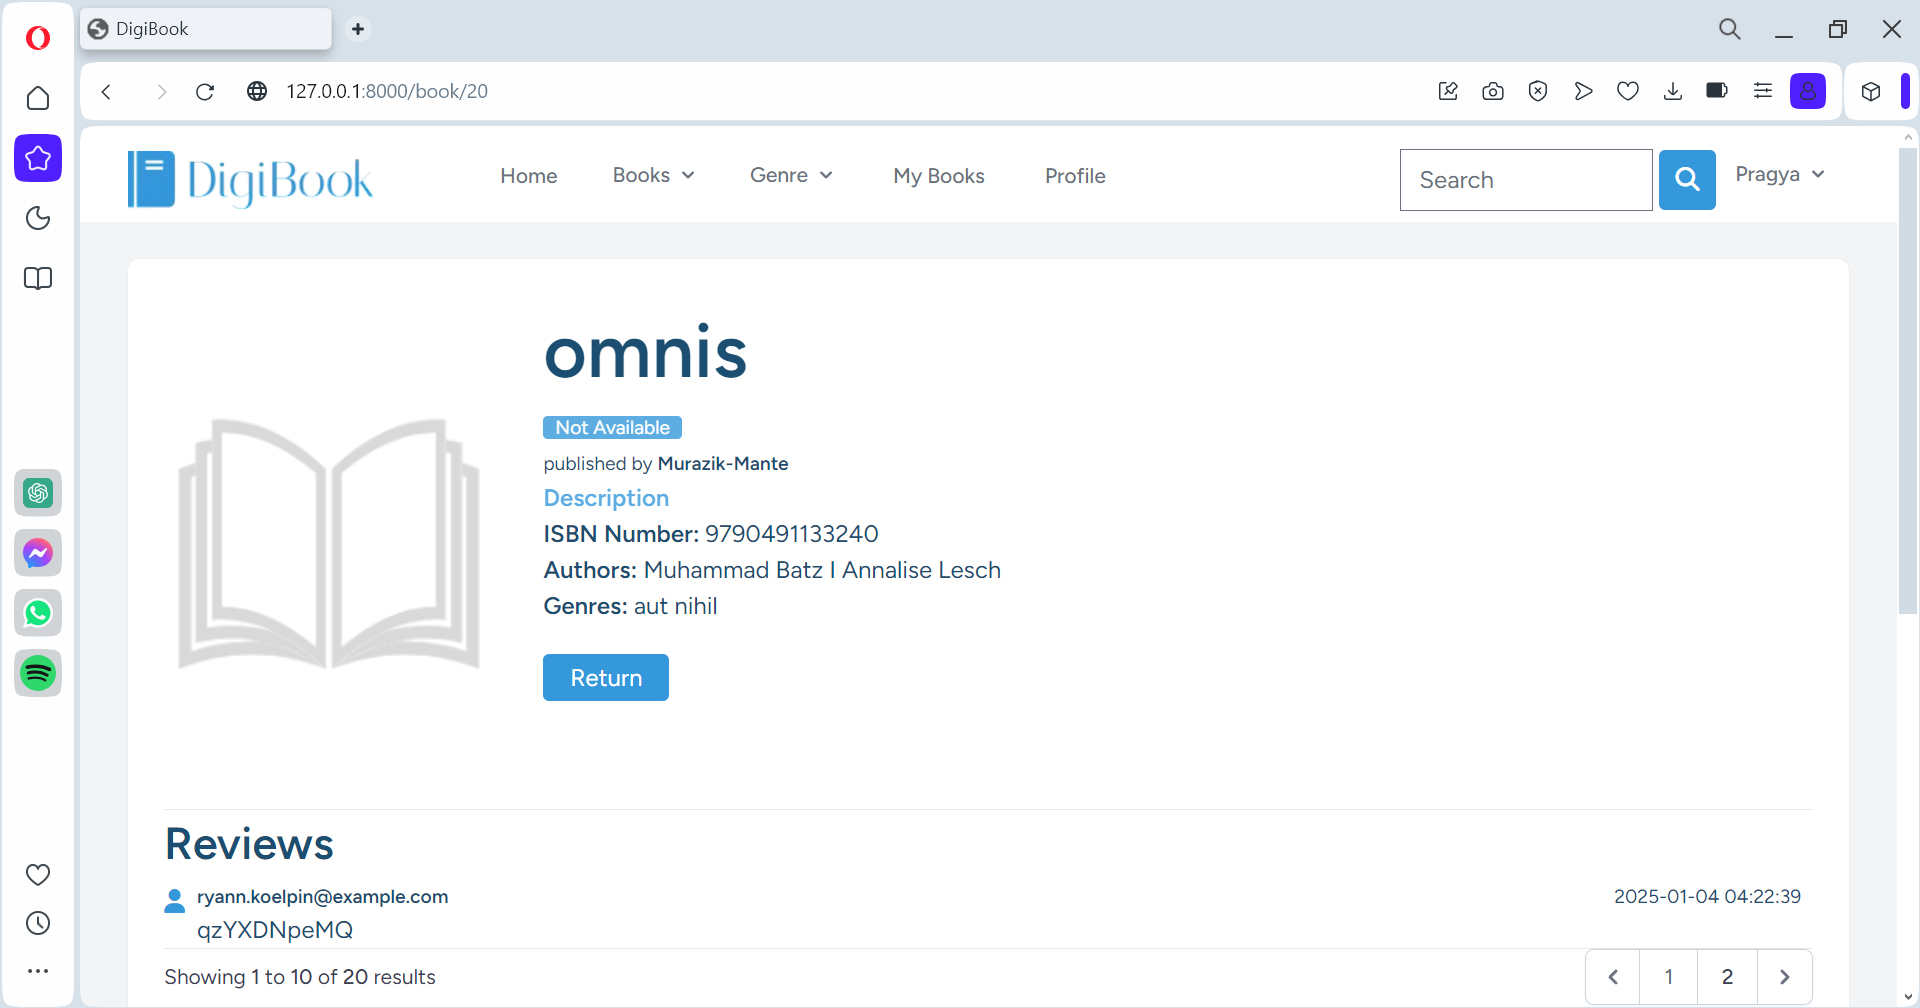 DigiBook
127.0.0.1:8000/book/20
DigiBook
Home
Books
Genre
My Books
Profile
Search
Pragya
omnis
Not Available
published by Murazik-Mante
Description
ISBN Number: 9790491133240
Authors: Muhammad Batz I Annalise Lesch
Genres: aut nihil
Return
Reviews
ryann.koelpin@example.com
2025-01-04 04:22:39
qzYXDNpeMQ
Showing 1 to 10 of 20 results
1
2